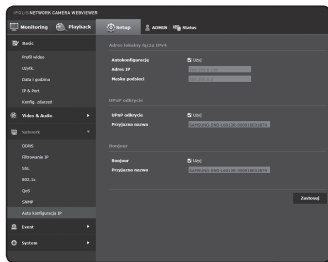 IPOLiS NETWORK CAMERA WEBVIEWER
Monitoring
Playback
Setup
ADMIN
Status
Basic
Profil wideo
Użytk.
Data i godzina
IP & Port
Konfig. zdarzeń
Video & Audio
Network
DDNS
Filtrowanie IP
SSL
802.1x
QoS
SNMP
Auto konfiguracja IP
Event
System
Adres lokalny łącza IPv4
Autokonfiguracja
Użyj
Adres IP
Maska podsieci
UPnP odkrycie
UPnP odkrycie
Użyj
Przyjazna nazwa
Bonjour
Bonjour
Użyj
Przyjazna nazwa
Zastosuj